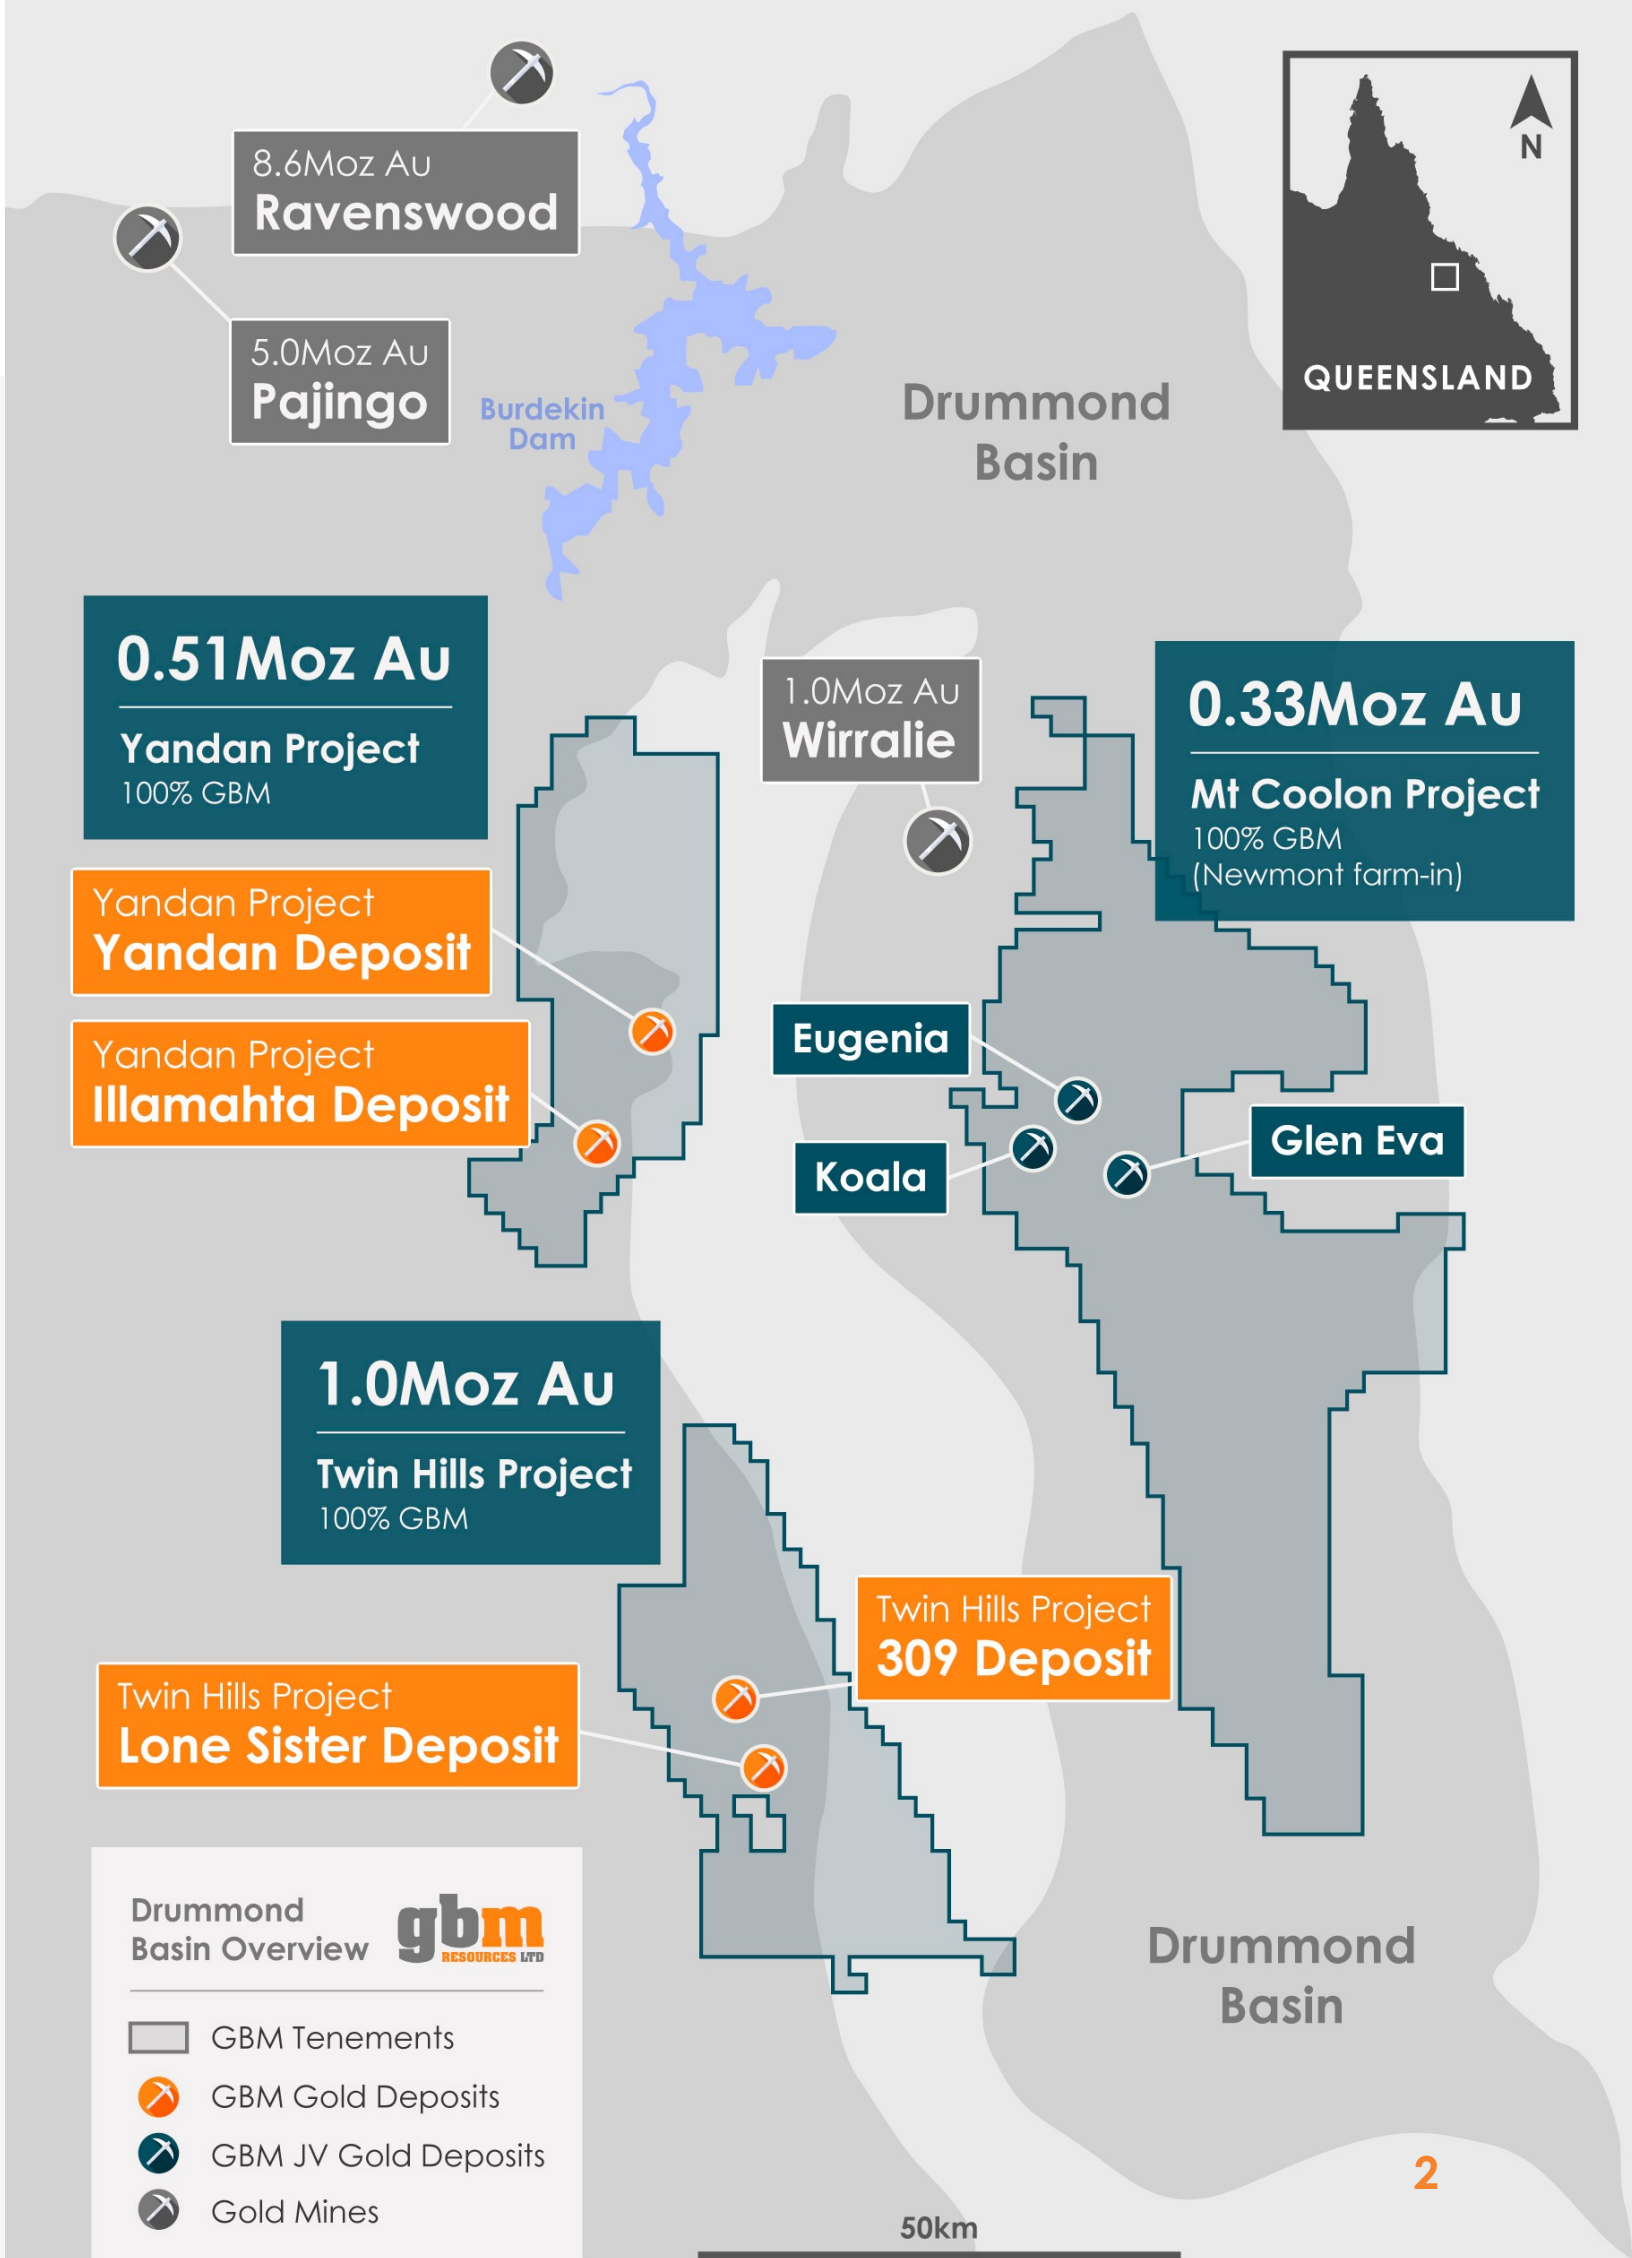 8.6Moz Au
Ravenswood
5.0Moz Au
Pajingo
Burdekin
Dam
Drummond
Basin
N
QUEENSLAND
0.51Moz Au
Yandan Project
100% GBM
1.0Moz Au
Wirralie
0.33Moz Au
Mt Coolon Project
100% GBM
(Newmont farm-in)
Yandan Project
Yandan Deposit
Yandan Project
Illamahta Deposit
Eugenia
Koala
Glen Eva
1.0Moz Au
Twin Hills Project
100% GBM
Twin Hills Project
309 Deposit
Twin Hills Project
Lone Sister Deposit
Drummond
Basin Overview
gbm
RESOURCES LTD
GBM Tenements
GBM Gold Deposits
GBM JV Gold Deposits
Gold Mines
Drummond
Basin
2
50km